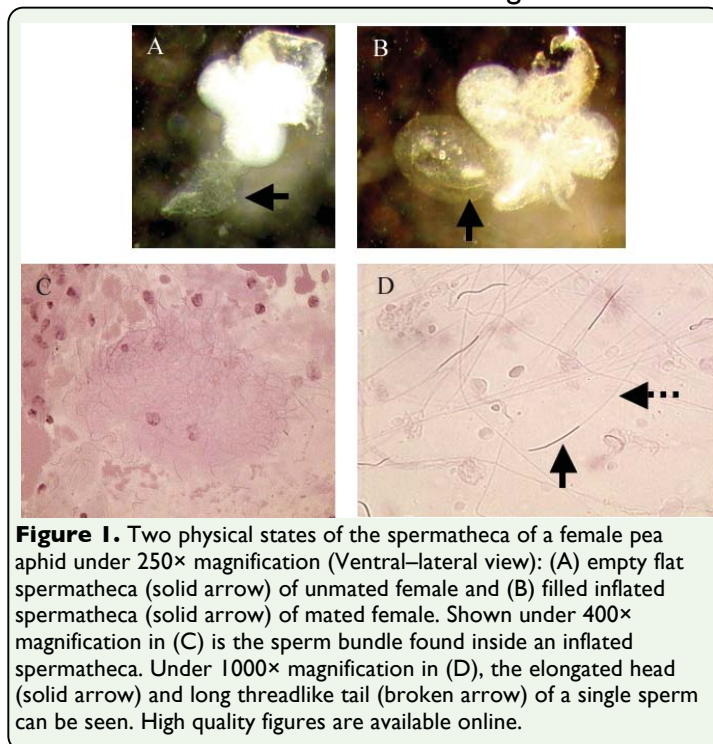 A
B
C
D
Figure 1. Two physical states of the spermatheca of a female pea
aphid under 250× magnification (Ventral–lateral view): (A) empty flat
spermatheca (solid arrow) of unmated female and (B) filled inflated
spermatheca (solid arrow) of mated female. Shown under 400×
magnification in (C) is the sperm bundle found inside an inflated
spermatheca. Under 1000× magnification in (D), the elongated head
(solid arrow) and long threadlike tail (broken arrow) of a single sperm
can be seen. High quality figures are available online.